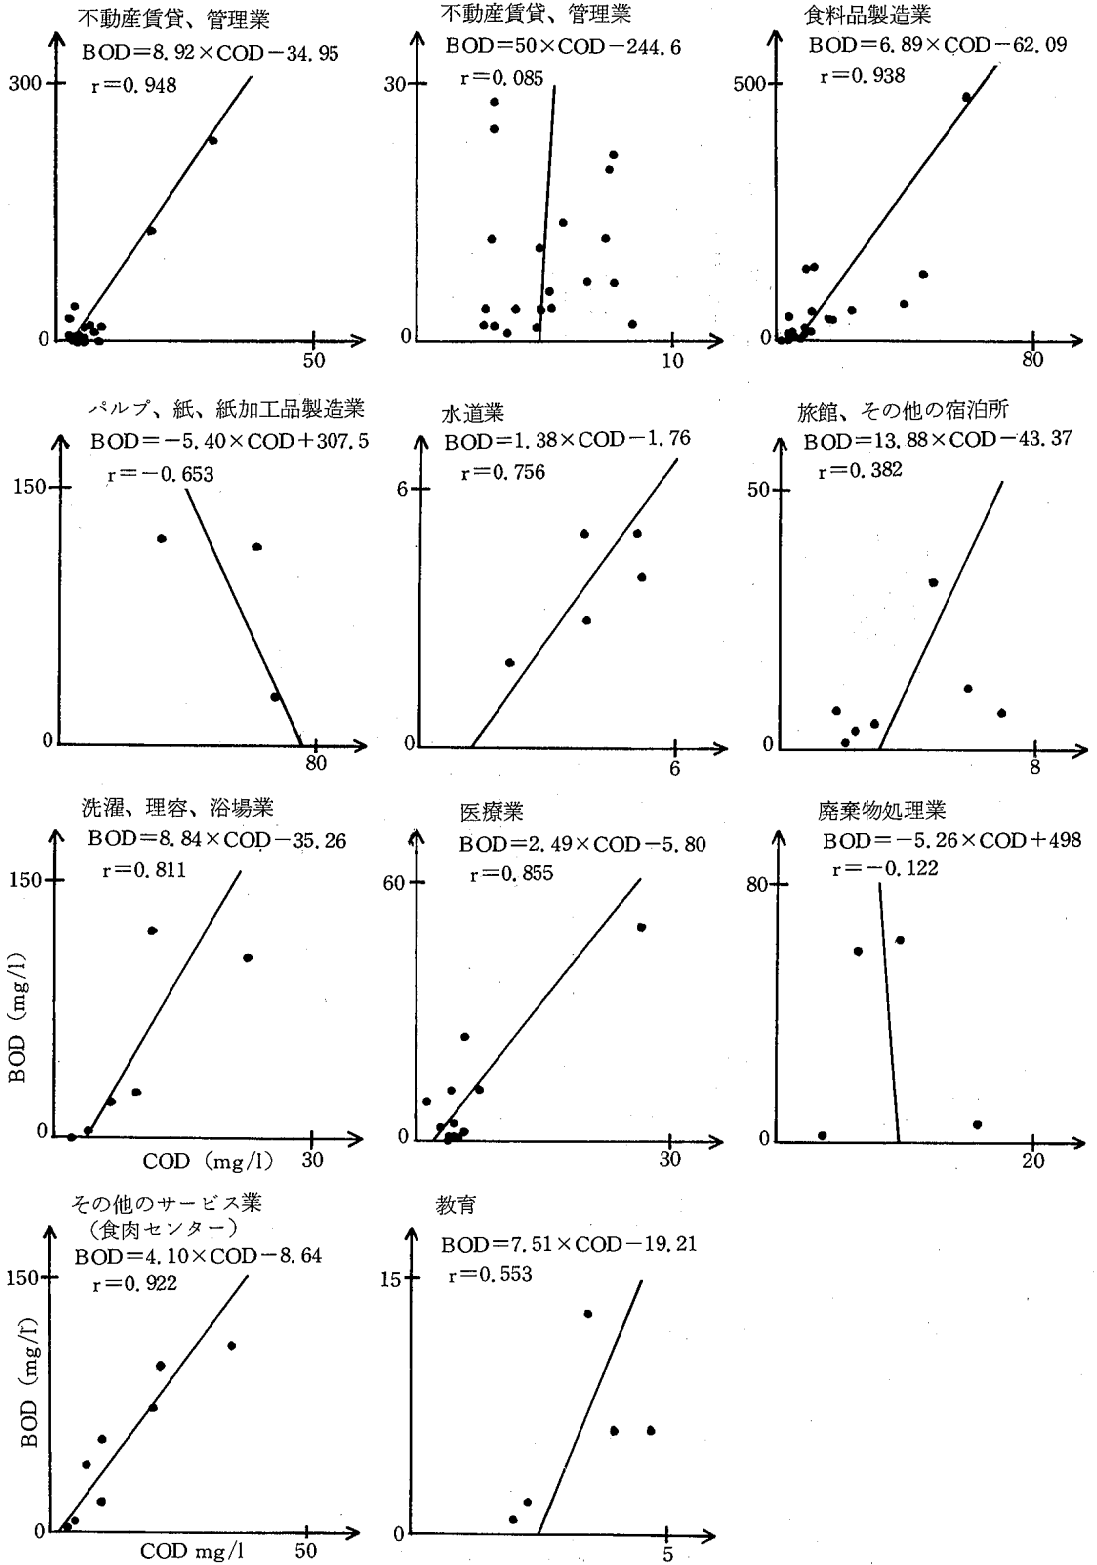 不動産賃貸、管理業
BOD=8.92×COD−34.95
r=0.948
300
0
50
不動産賃貸、管理業
BOD=50×COD−244.6
r=0.085
30
0
10
食料品製造業
BOD=6.89×COD−62.09
r=0.938
500
0
80
パルプ、紙、紙加工品製造業
BOD=−5.40×COD+307.5
r=−0.653
150
0
80
水道業
BOD=1.38×COD−1.76
r=0.756
6
0
6
旅館、その他の宿泊所
BOD=13.88×COD−43.37
r=0.382
50
0
8
洗濯、理容、浴場業
BOD=8.84×COD−35.26
r=0.811
150
BOD (mg/l)
0
COD (mg/l)
30
医療業
BOD=2.49×COD−5.80
r=0.855
60
0
30
廃棄物処理業
BOD=−5.26×COD+498
r=−0.122
80
0
20
その他のサービス業
(食肉センター)
BOD=4.10×COD−8.64
r=0.922
150
BOD (mg/l)
0
COD mg/l
50
教育
BOD=7.51×COD−19.21
r=0.553
15
0
5